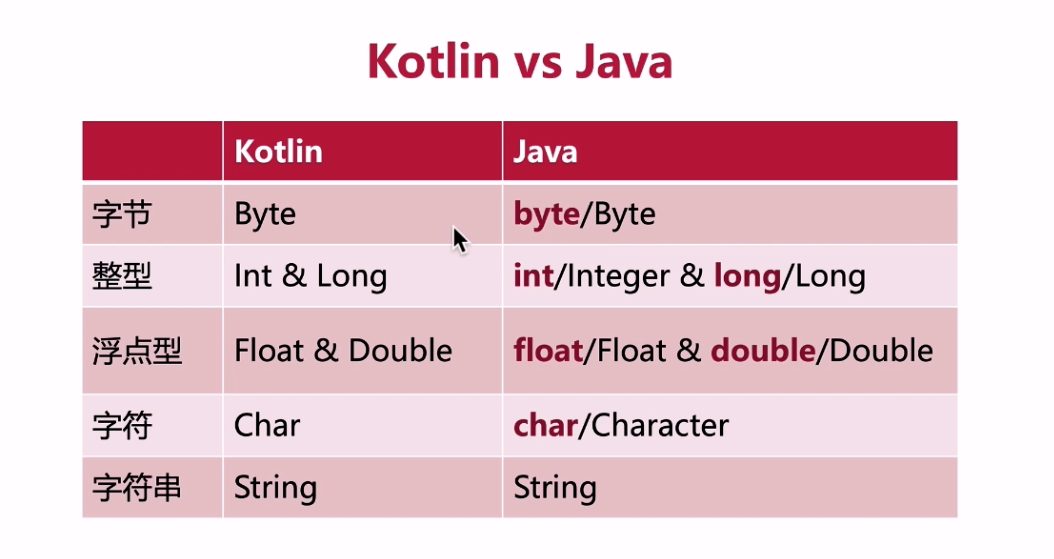 Kotlin vs Java
Kotlin Java
字节 Byte byte/Byte
整型 Int & Long int/Integer & long/Long
浮点型 Float & Double float/Float & double/Double
字符 Char char/Character
字符串 String String